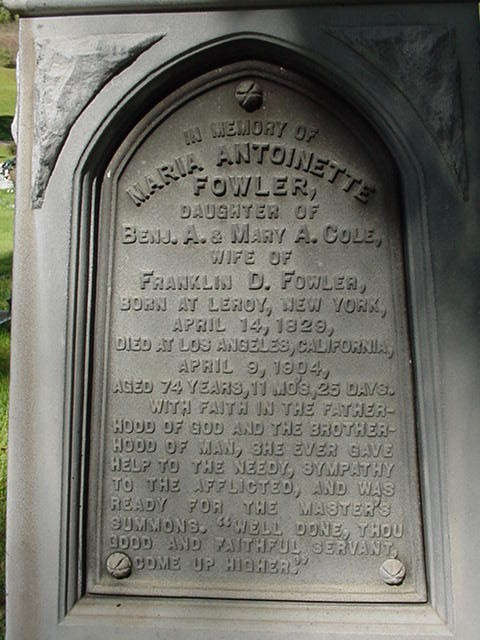 IN MEMORY OF
MARIA ANTOINETTE
FOWLER,
DAUGHTER OF
BENJ. A. & MARY A. COLE,
WIFE OF
FRANKLIN D. FOWLER,
BORN AT LEROY, NEW YORK,
APRIL 14, 1829,
DIED AT LOS ANGELES, CALIFORNIA,
APRIL 9, 1904,
AGED 74 YEARS, 11 MO'S, 25 DAYS.
WITH FAITH IN THE FATHER-
HOOD OF GOD AND THE BROTHER-
HOOD OF MAN, SHE EVER GAVE
HELP TO THE NEEDY, SYMPATHY
TO THE AFFLICTED, AND WAS
READY FOR THE MASTER'S
SUMMONS. "WELL DONE, THOU
GOOD AND FAITHFUL SERVANT,
COME UP HIGHER."